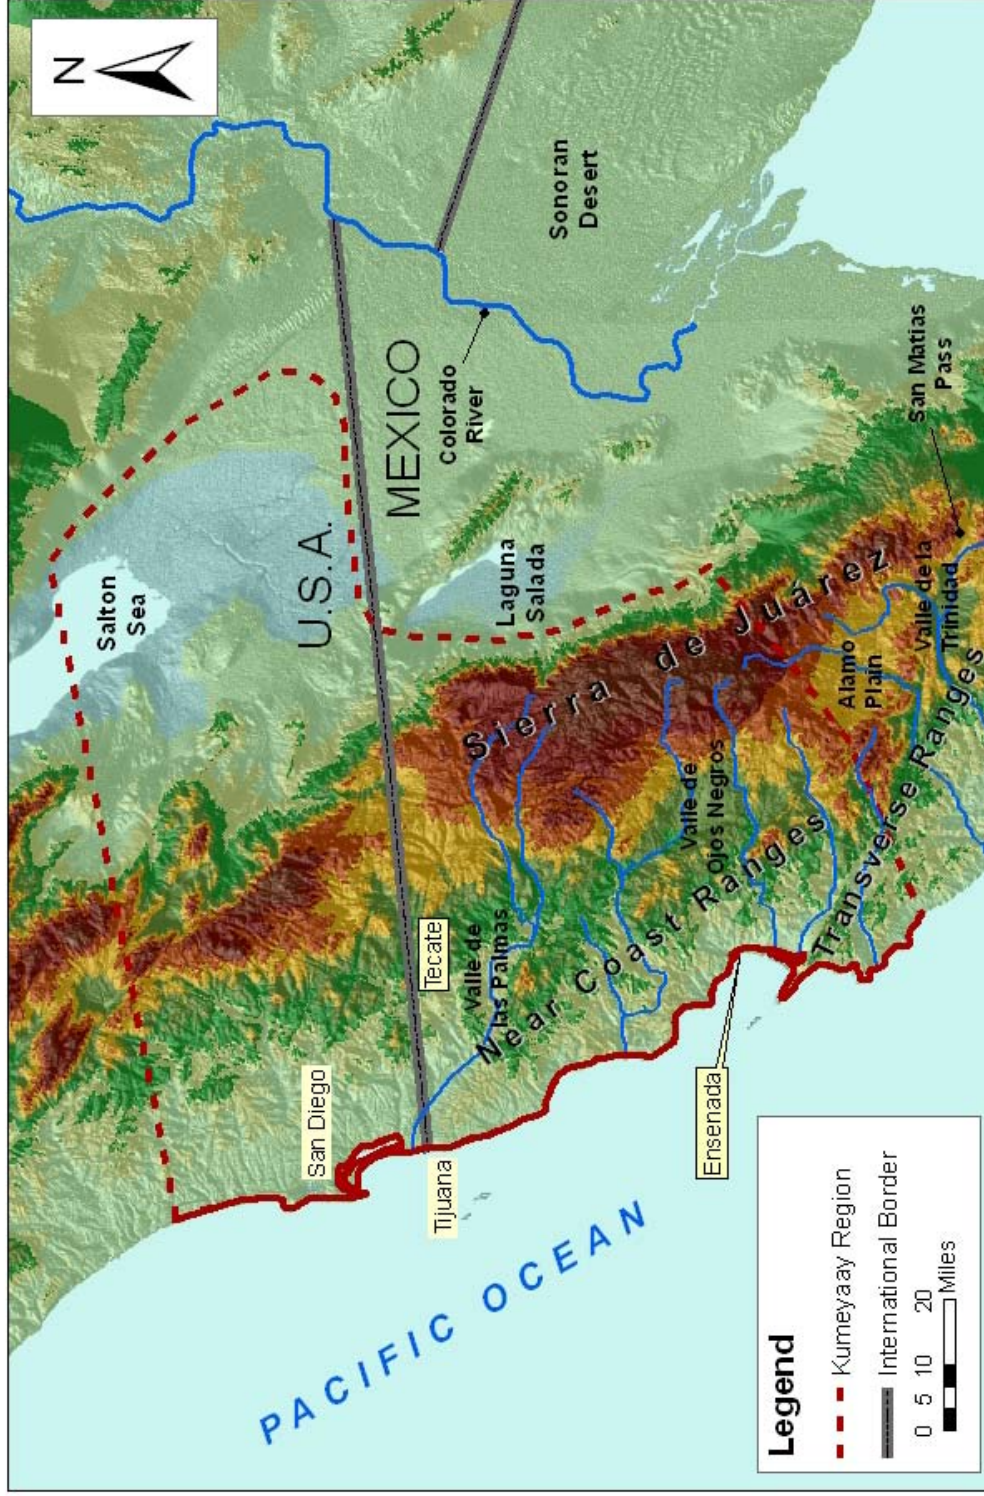 N
Salton
Sea
U.S.A.
MEXICO
Colorado
River
Sonoran
Desert
Laguna
Salada
San Diego
Tijuana
Tecate
Valle de
las Palmas
Sierra de Juárez
Near Coast Ranges
Valle de
Ojos Negros
Alamo
Plain
Valle de la
Trinidad
San Matias
Pass
Transverse Ranges
Ensenada
PACIFIC OCEAN
Legend
Kumeyaay Region
International Border
0 5 10 20
Miles